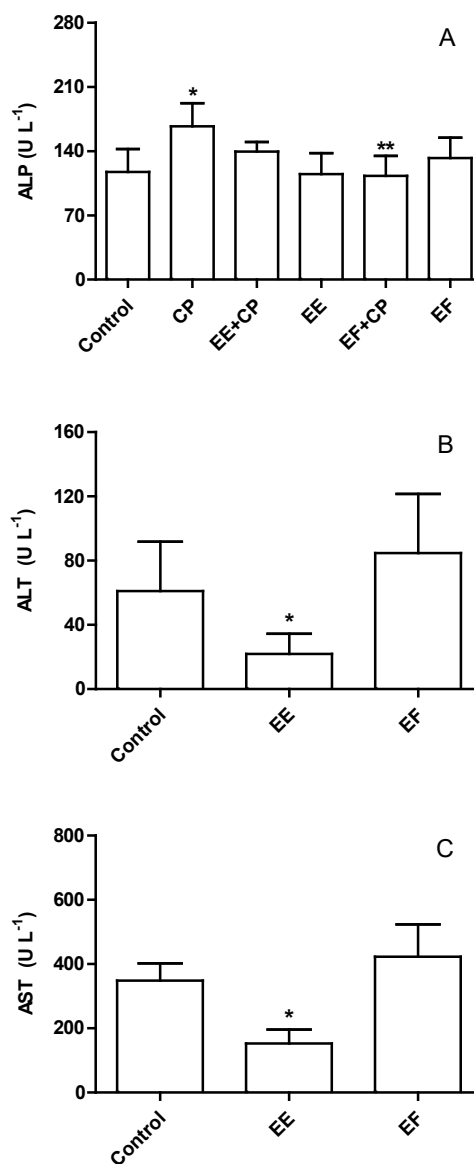 A
ALP (U L⁻¹)
280
210
140
70
0
*
**
Control
CP
EE+CP
EE
EF+CP
EF
B
ALT (U L⁻¹)
160
120
80
40
0
*
Control
EE
EF
C
AST (U L⁻¹)
800
600
400
200
0
*
Control
EE
EF